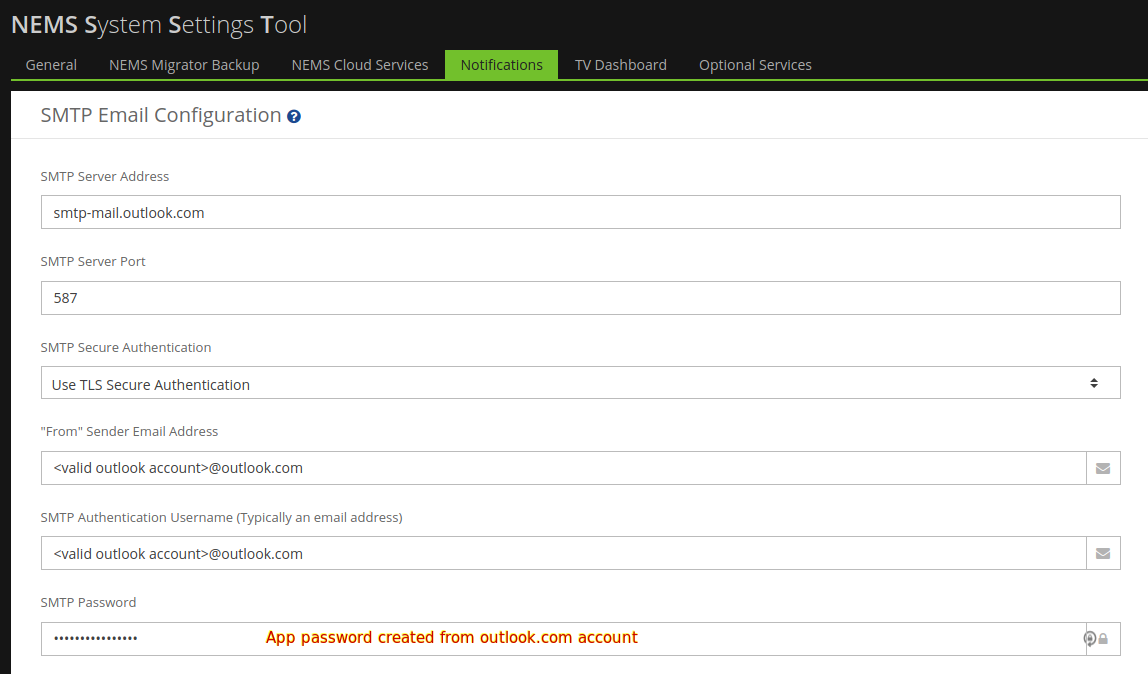 NEMS System Settings Tool
General NEMS Migrator Backup NEMS Cloud Services Notifications TV Dashboard Optional Services
SMTP Email Configuration ?
SMTP Server Address
smtp-mail.outlook.com
SMTP Server Port
587
SMTP Secure Authentication
Use TLS Secure Authentication
"From" Sender Email Address
<valid outlook account>@outlook.com
SMTP Authentication Username (Typically an email address)
<valid outlook account>@outlook.com
SMTP Password
•••••••••••••••• App password created from outlook.com account